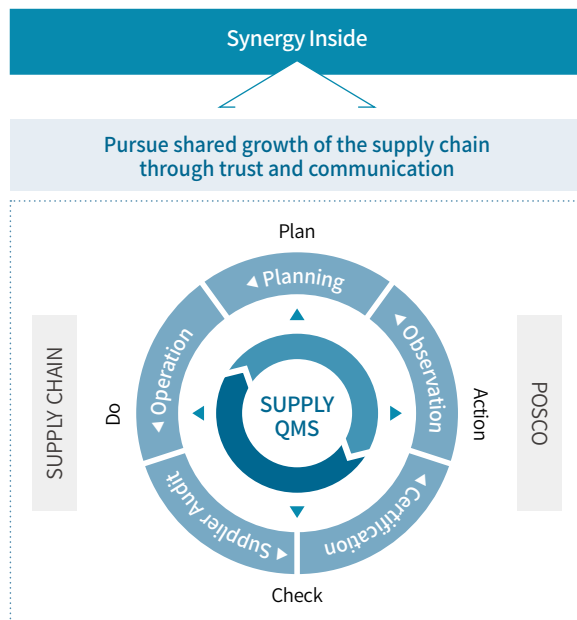 Synergy Inside
Pursue shared growth of the supply chain
through trust and communication
Plan
Planning
Observation
Operation
SUPPLY CHAIN
Do
SUPPLY
QMS
Action
POSCO
Supplier Audit
Certification
Check